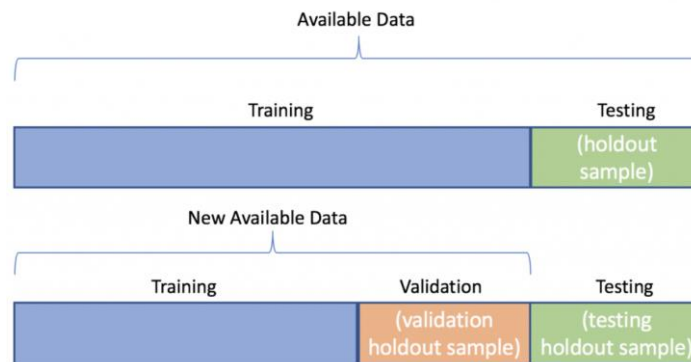 Available Data
Training Testing
(holdout
sample)
New Available Data
Training Validation Testing
(validation (testing
holdout sample) holdout sample)